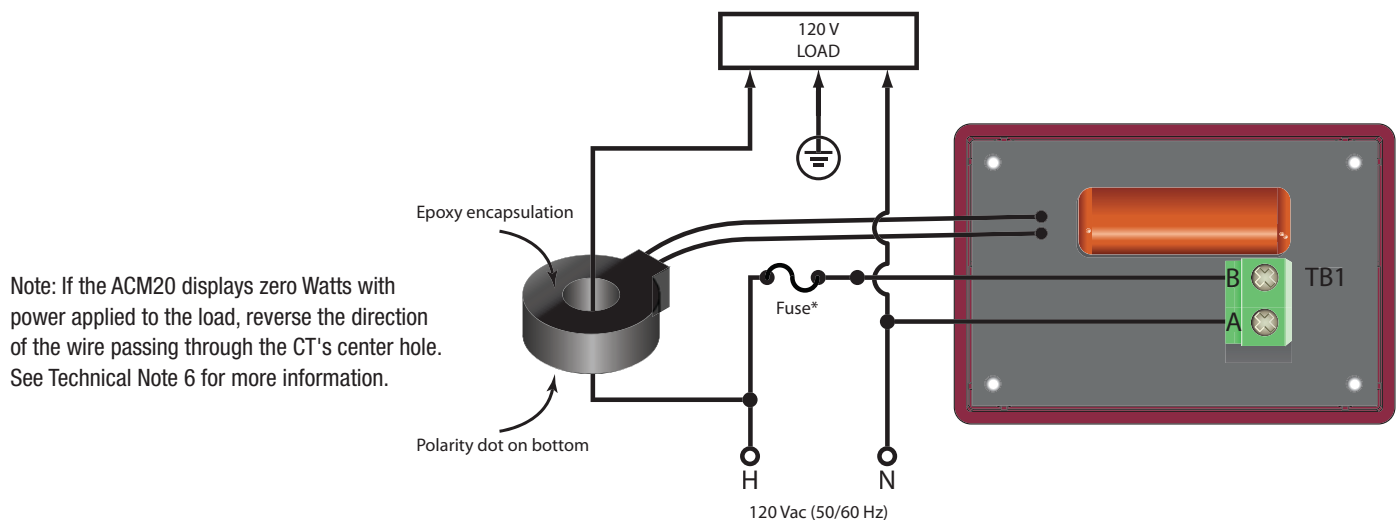 120 V
LOAD
Epoxy encapsulation
Note: If the ACM20 displays zero Watts with
power applied to the load, reverse the direction
of the wire passing through the CT's center hole.
See Technical Note 6 for more information.
Fuse*
B
TB1
A
Polarity dot on bottom
H
N
120 Vac (50/60 Hz)